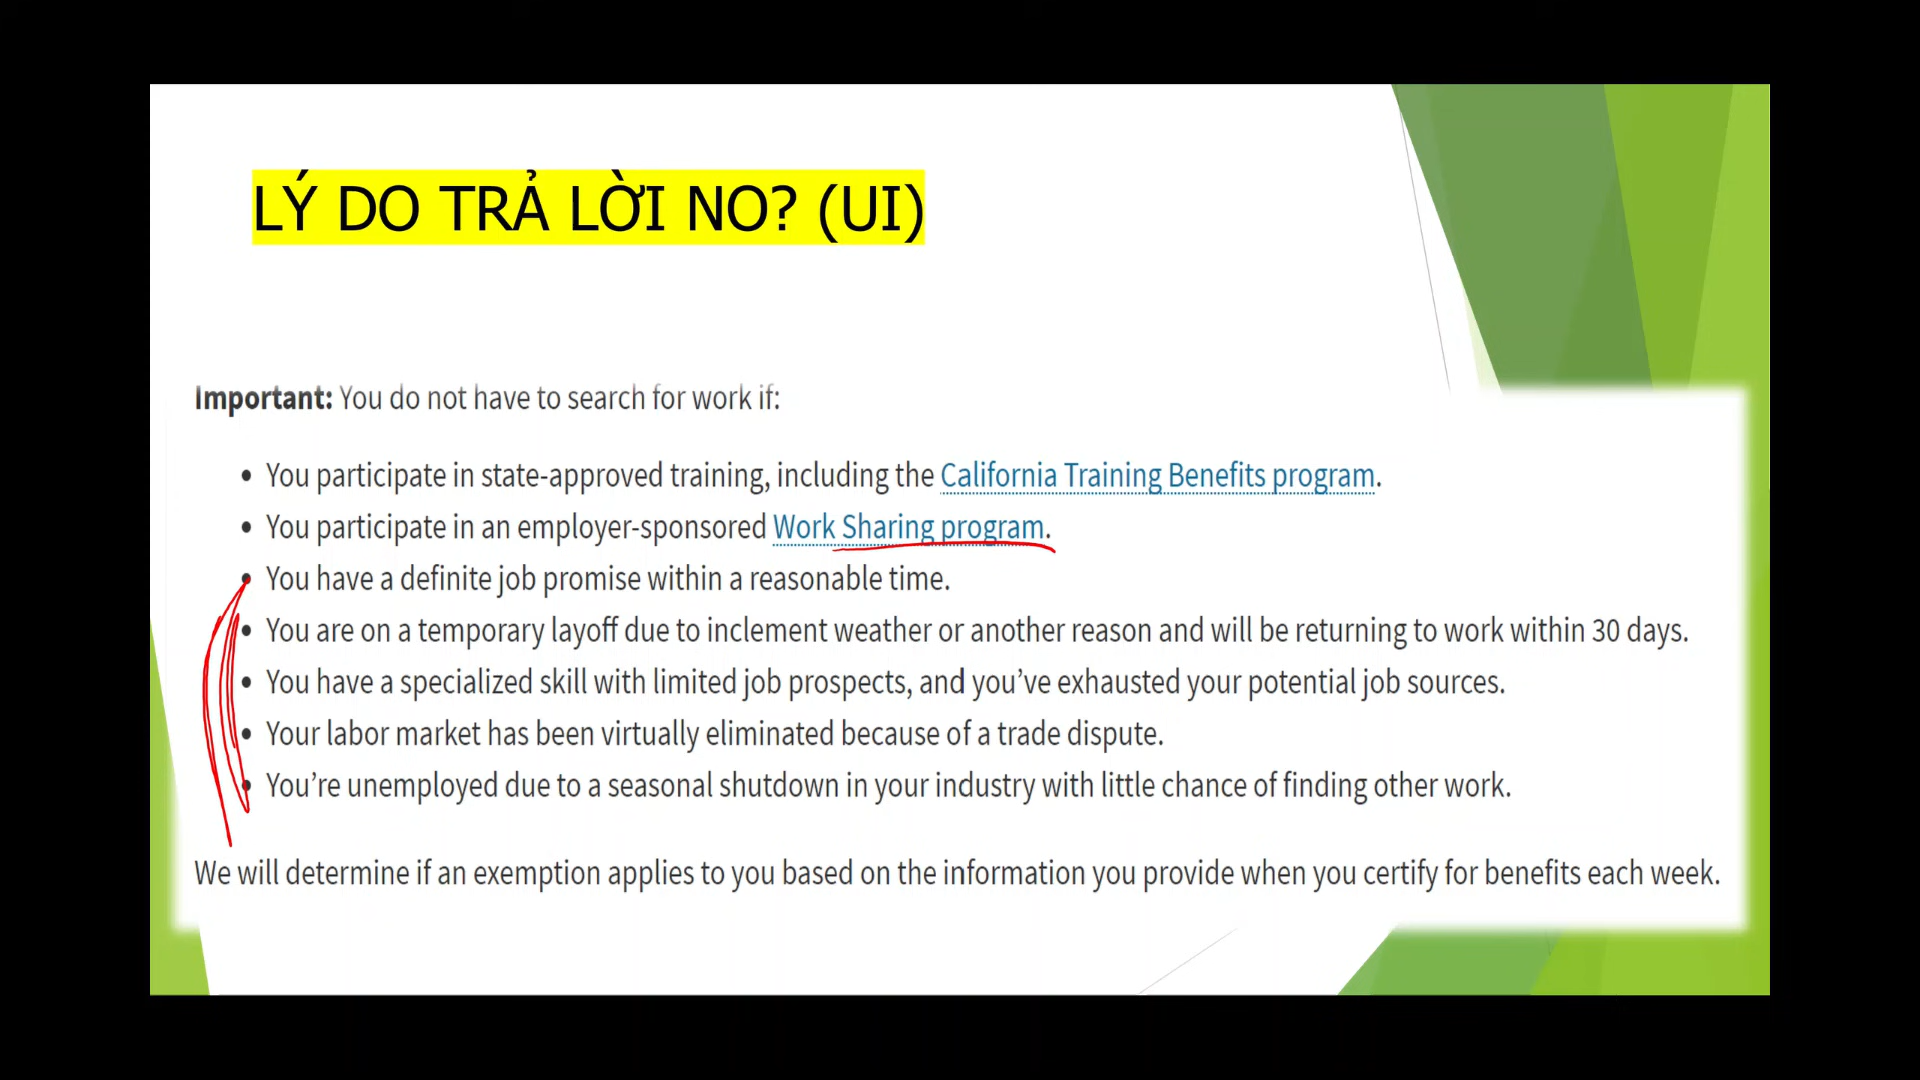 LÝ DO TRẢ LỜI NO? (UI)
Important: You do not have to search for work if:
• You participate in state-approved training, including the California Training Benefits program.
• You participate in an employer-sponsored Work Sharing program.
• You have a definite job promise within a reasonable time.
• You are on a temporary layoff due to inclement weather or another reason and will be returning to work within 30 days.
• You have a specialized skill with limited job prospects, and you’ve exhausted your potential job sources.
• Your labor market has been virtually eliminated because of a trade dispute.
• You’re unemployed due to a seasonal shutdown in your industry with little chance of finding other work.
We will determine if an exemption applies to you based on the information you provide when you certify for benefits each week.